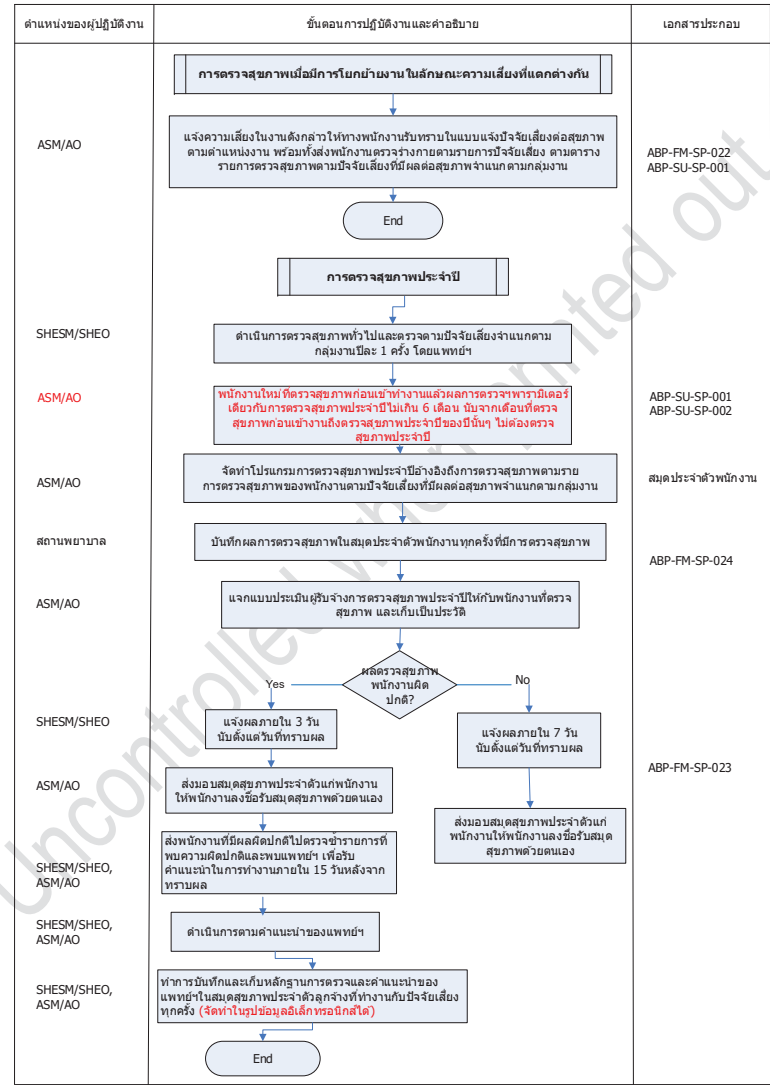 ตำแหน่งของผู้ปฏิบัติงาน
ขั้นตอนการปฏิบัติงานและคำอธิบาย
เอกสารประกอบ
การตรวจสุขภาพเมื่อมีการโยกย้ายงานในลักษณะความเสี่ยงที่แตกต่างกัน
ASM/AO
แจ้งความเสี่ยงในงานดังกล่าวให้ทางพนักงานรับทราบในแบบแจ้งปัจจัยเสี่ยงต่อสุขภาพ
ตามตำแหน่งงาน พร้อมทั้งส่งพนักงานตรวจร่างกายตามรายการปัจจัยเสี่ยง ตามตาราง
รายการตรวจสุขภาพตามปัจจัยเสี่ยงที่มีผลต่อสุขภาพจำแนกตามกลุ่มงาน
ABP-FM-SP-022
ABP-SU-SP-001
End
การตรวจสุขภาพประจำปี
SHESM/SHEO
ดำเนินการตรวจสุขภาพทั่วไปและตรวจตามปัจจัยเสี่ยงจำแนกตาม
กลุ่มงานปีละ 1 ครั้ง โดยแพทย์ฯ
ASM/AO
พนักงานใหม่ที่ตรวจสุขภาพก่อนเข้าทำงานแล้วผลการตรวจฯพารามิเตอร์
เดียวกับการตรวจสุขภาพประจำปีไม่เกิน 6 เดือน นับจากเดือนที่ตรวจ
สุขภาพก่อนเข้างานถึงตรวจสุขภาพประจำปีของปีนั้นๆ ไม่ต้องตรวจ
สุขภาพประจำปี
ABP-SU-SP-001
ABP-SU-SP-002
ASM/AO
จัดทำโปรแกรมการตรวจสุขภาพประจำปีอ้างอิงถึงการตรวจสุขภาพตามราย
การตรวจสุขภาพของพนักงานตามปัจจัยเสี่ยงที่มีผลต่อสุขภาพจำแนกตามกลุ่มงาน
สมุดประจำตัวพนักงาน
สถานพยาบาล
บันทึกผลการตรวจสุขภาพในสมุดประจำตัวพนักงานทุกครั้งที่มีการตรวจสุขภาพ
ABP-FM-SP-024
ASM/AO
แจกแบบประเมินผู้รับจ้างการตรวจสุขภาพประจำปีให้กับพนักงานที่ตรวจ
สุขภาพ และเก็บเป็นประวัติ
ผลตรวจสุขภาพ
พนักงานผิด
ปกติ?
Yes
No
SHESM/SHEO
แจ้งผลภายใน 3 วัน
นับตั้งแต่วันที่ทราบผล
แจ้งผลภายใน 7 วัน
นับตั้งแต่วันที่ทราบผล
ABP-FM-SP-023
ASM/AO
ส่งมอบสมุดสุขภาพประจำตัวแก่พนักงาน
ให้พนักงานลงชื่อรับสมุดสุขภาพด้วยตนเอง
ส่งมอบสมุดสุขภาพประจำตัวแก่
พนักงานให้พนักงานลงชื่อรับสมุด
สุขภาพด้วยตนเอง
SHESM/SHEO,
ASM/AO
ส่งพนักงานที่มีผลผิดปกติไปตรวจซ้ำรายการที่
พบความผิดปกติและพบแพทย์ฯ เพื่อรับ
คำแนะนำในการทำงานภายใน 15 วันหลังจาก
ทราบผล
SHESM/SHEO,
ASM/AO
ดำเนินการตามคำแนะนำของแพทย์ฯ
SHESM/SHEO,
ASM/AO
ทำการบันทึกและเก็บหลักฐานการตรวจและคำแนะนำของ
แพทย์ฯในสมุดสุขภาพประจำตัวลูกจ้างที่ทำงานกับปัจจัยเสี่ยง
ทุกครั้ง (จัดทำในรูปข้อมูลอิเล็กทรอนิกส์ได้)
End
Uncontrolled when printed out